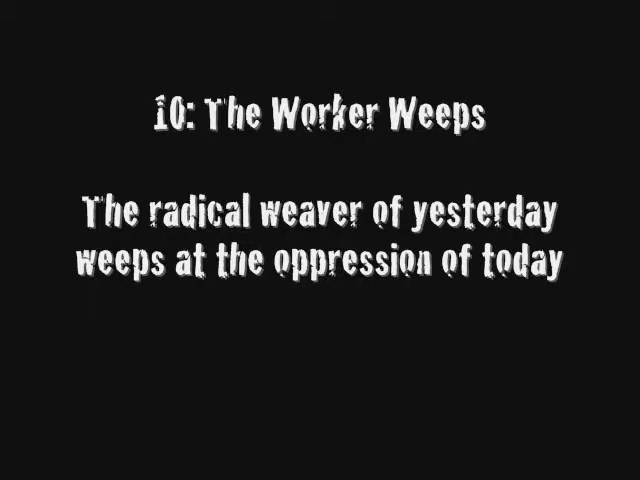 10: The Worker Weeps
The radical weaver of yesterday
weeps at the oppression of today